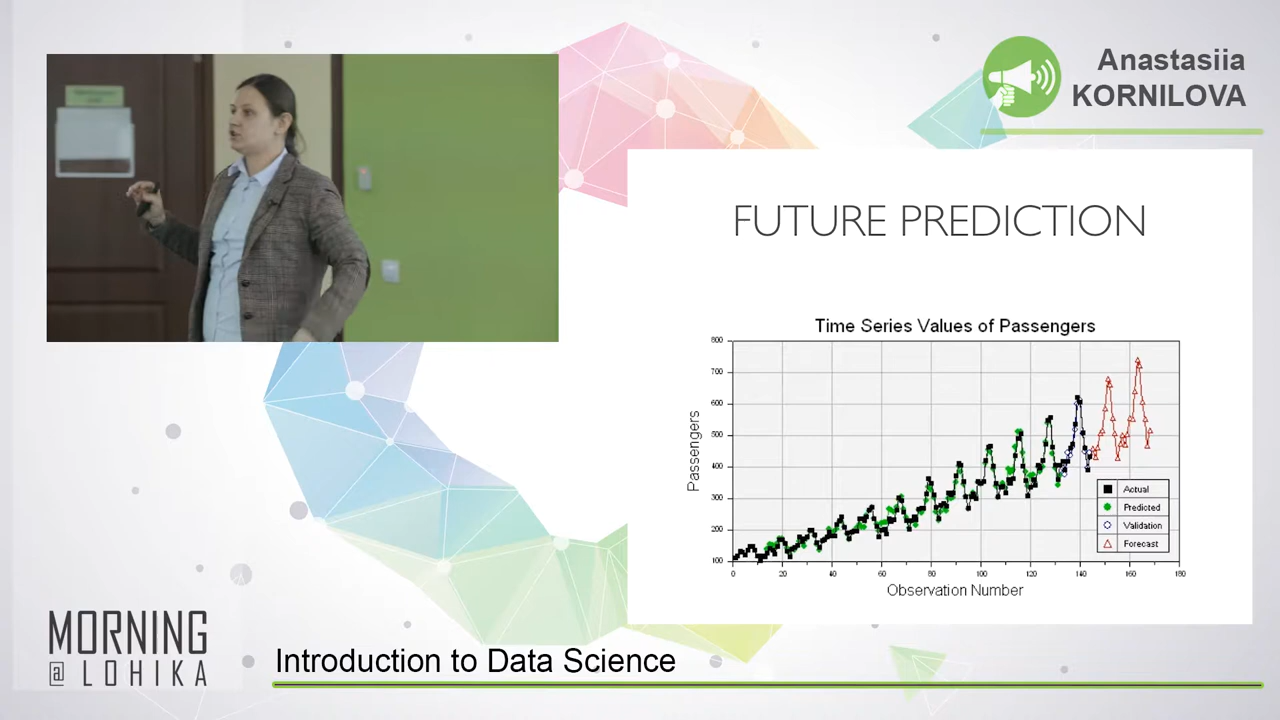 Anastasiia
KORNILOVA
FUTURE PREDICTION
Time Series Values of Passengers
800
700
600
500
400
300
200
100
Passengers
0
20
40
60
80
100
120
140
160
180
Observation Number
Actual
Predicted
Validation
Forecast
MORNING
@LOHIKA
Introduction to Data Science